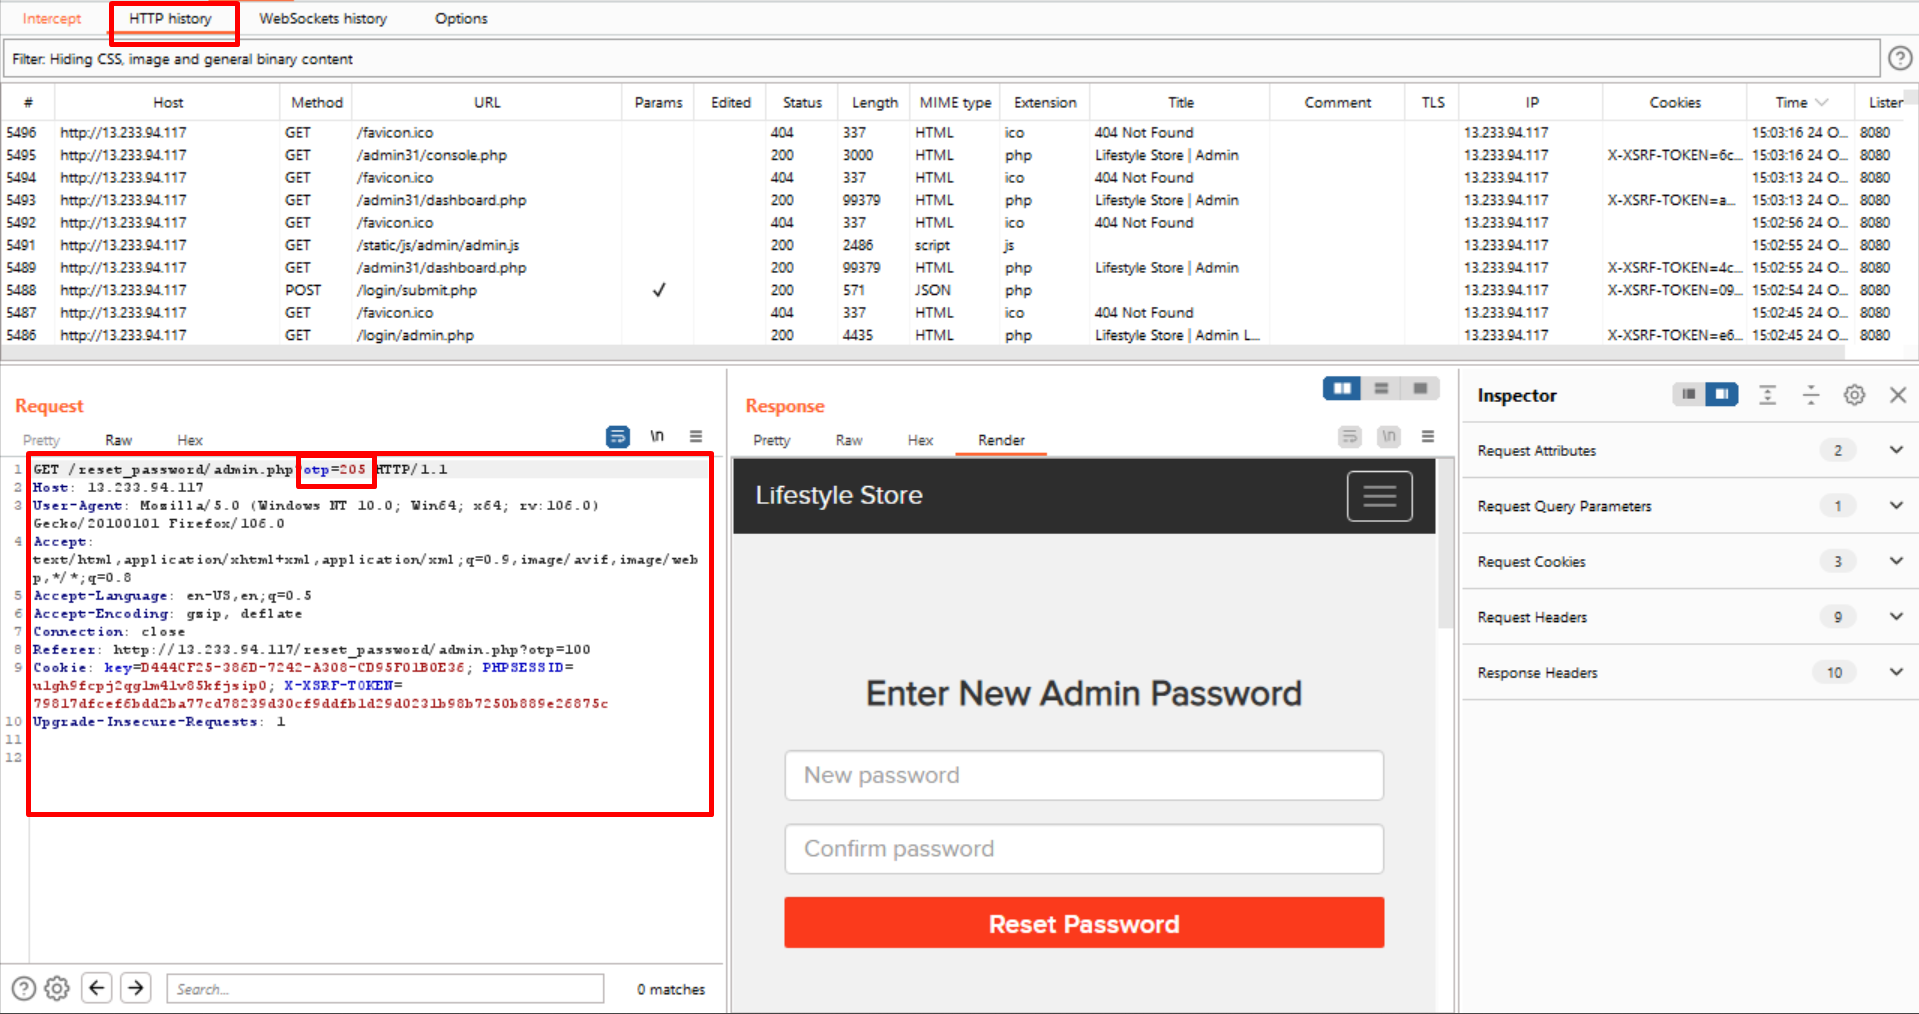 Intercept HTTP history WebSockets history Options
Filter: Hiding CSS, image and general binary content ?
# Host Method URL Params Edited Status Length MIME type Extension Title Comment TLS IP Cookies Time Lister
5496 http://13.233.94.117 GET /favicon.ico 404 337 HTML ico 404 Not Found 13.233.94.117 15:03:16 24 O... 8080
5495 http://13.233.94.117 GET /admin31/console.php 200 3000 HTML php Lifestyle Store | Admin 13.233.94.117 X-XSRF-TOKEN=6c... 15:03:16 24 O... 8080
5494 http://13.233.94.117 GET /favicon.ico 404 337 HTML ico 404 Not Found 13.233.94.117 15:03:13 24 O... 8080
5493 http://13.233.94.117 GET /admin31/dashboard.php 200 99379 HTML php Lifestyle Store | Admin 13.233.94.117 X-XSRF-TOKEN=a... 15:03:13 24 O... 8080
5492 http://13.233.94.117 GET /favicon.ico 404 337 HTML ico 404 Not Found 13.233.94.117 15:02:56 24 O... 8080
5491 http://13.233.94.117 GET /static/js/admin/admin.js 200 2486 script js 13.233.94.117 15:02:55 24 O... 8080
5489 http://13.233.94.117 GET /admin31/dashboard.php 200 99379 HTML php Lifestyle Store | Admin 13.233.94.117 X-XSRF-TOKEN=4c... 15:02:55 24 O... 8080
5488 http://13.233.94.117 POST /login/submit.php ✓ 200 571 JSON php 13.233.94.117 X-XSRF-TOKEN=09... 15:02:54 24 O... 8080
5487 http://13.233.94.117 GET /favicon.ico 404 337 HTML ico 404 Not Found 13.233.94.117 15:02:45 24 O... 8080
5486 http://13.233.94.117 GET /login/admin.php 200 4435 HTML php Lifestyle Store | Admin L... 13.233.94.117 X-XSRF-TOKEN=e6... 15:02:45 24 O... 8080
Request
Pretty Raw Hex \n
1 GET /reset_password/admin.php otp=205 HTTP/1.1
2 Host: 13.233.94.117
3 User-Agent: Mozilla/5.0 (Windows NT 10.0; Win64; x64; rv:106.0)
Gecko/20100101 Firefox/106.0
4 Accept:
text/html,application/xhtml+xml,application/xml;q=0.9,image/avif,image/web
p,*/*;q=0.8
5 Accept-Language: en-US,en;q=0.5
6 Accept-Encoding: gzip, deflate
7 Connection: close
8 Referer: http://13.233.94.117/reset_password/admin.php?otp=100
9 Cookie: key=D444CF25-386D-7242-A308-CD95F01B0E36; PHPSESSID=
ulgh9fcpj2qglm4lv85kfjsip0; X-XSRF-TOKEN=
79817dfcef6bdd2ba77cd78239d30cf9ddfb1d29d0231b98b7250b889e26875c
10 Upgrade-Insecure-Requests: 1
11
12
? Search... 0 matches
Response
Pretty Raw Hex Render \n
Lifestyle Store
Enter New Admin Password
New password
Confirm password
Reset Password
Inspector
Request Attributes 2
Request Query Parameters 1
Request Cookies 3
Request Headers 9
Response Headers 10